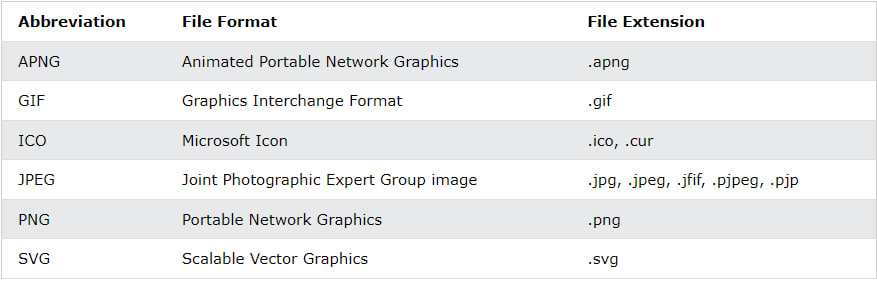 Abbreviation File Format File Extension
APNG Animated Portable Network Graphics .apng
GIF Graphics Interchange Format .gif
ICO Microsoft Icon .ico, .cur
JPEG Joint Photographic Expert Group image .jpg, .jpeg, .jfif, .pjpeg, .pjp
PNG Portable Network Graphics .png
SVG Scalable Vector Graphics .svg